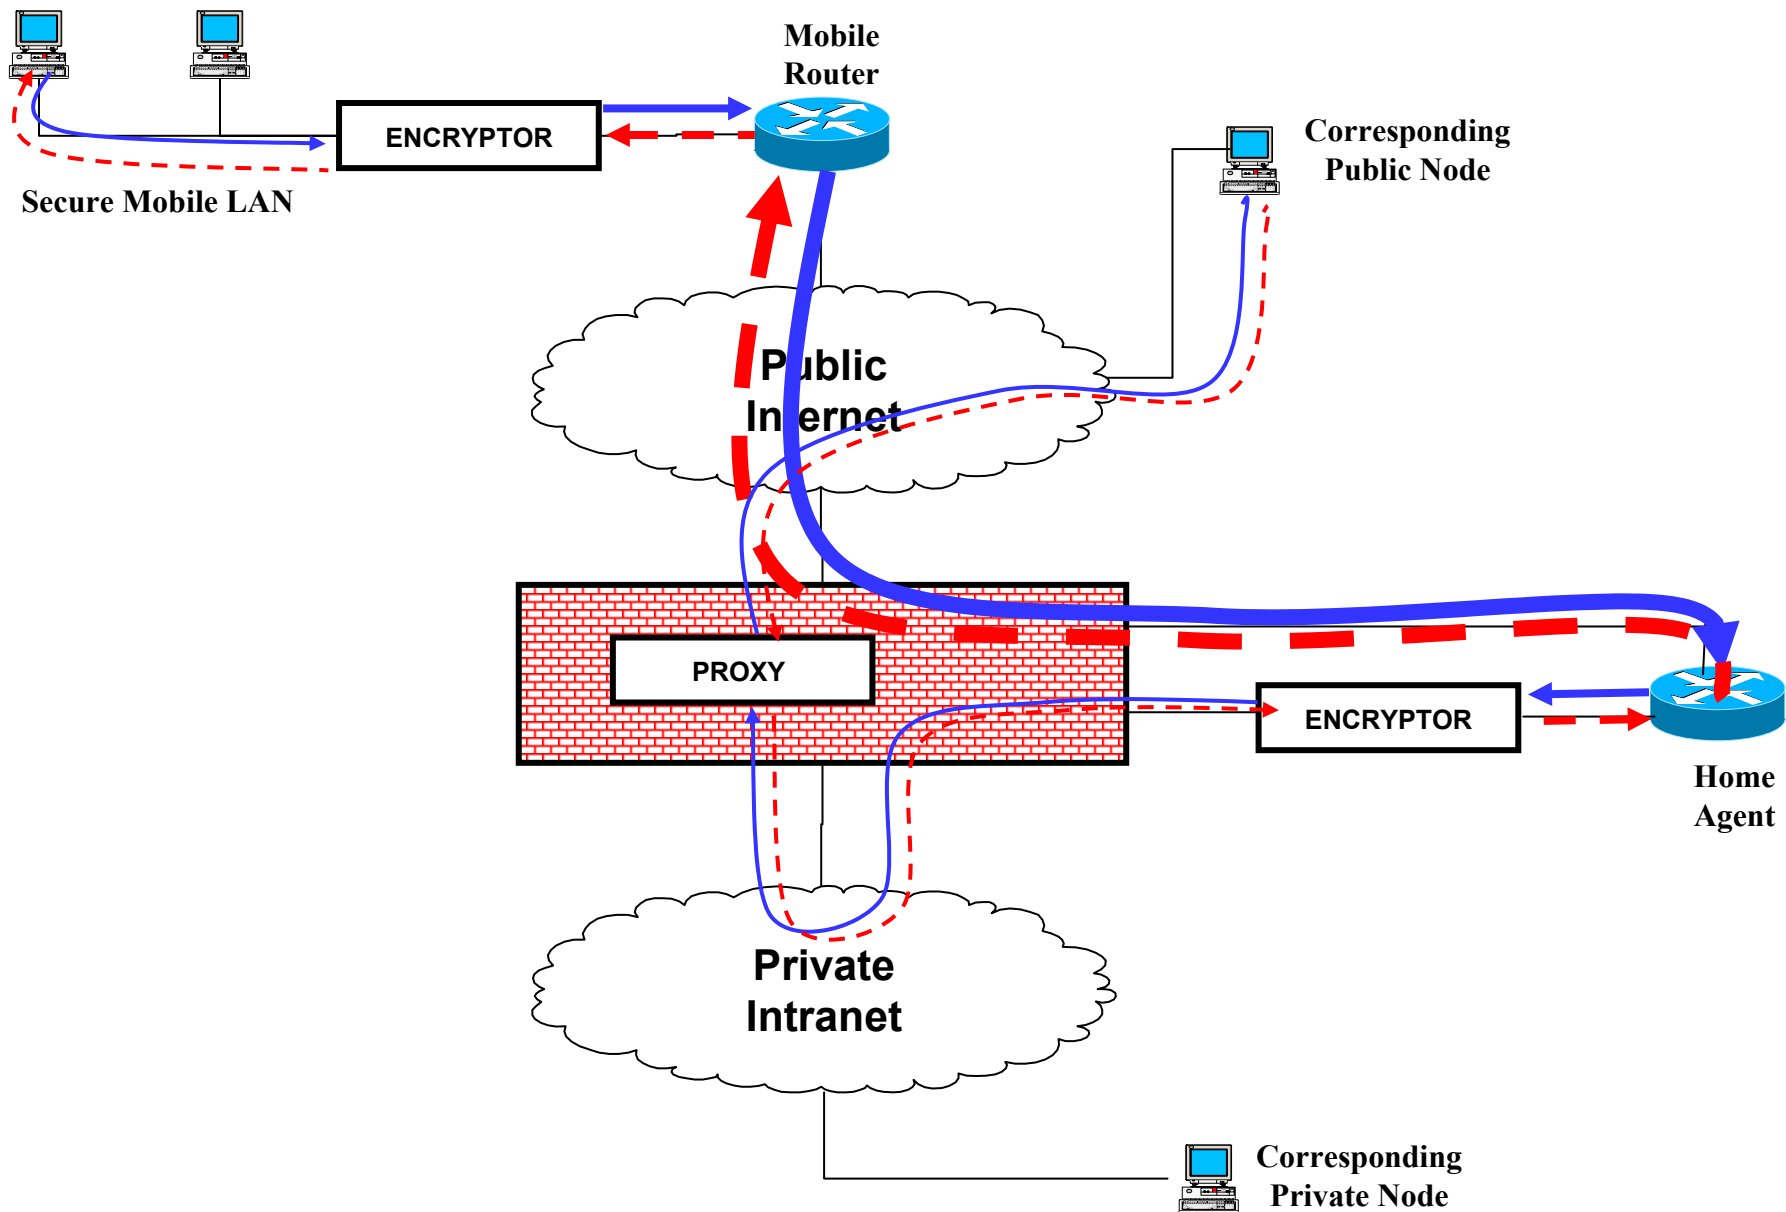 Mobile
Router
ENCRYPTOR
Corresponding
Public Node
Secure Mobile LAN
Public
Internet
PROXY
ENCRYPTOR
Home
Agent
Private
Intranet
Corresponding
Private Node